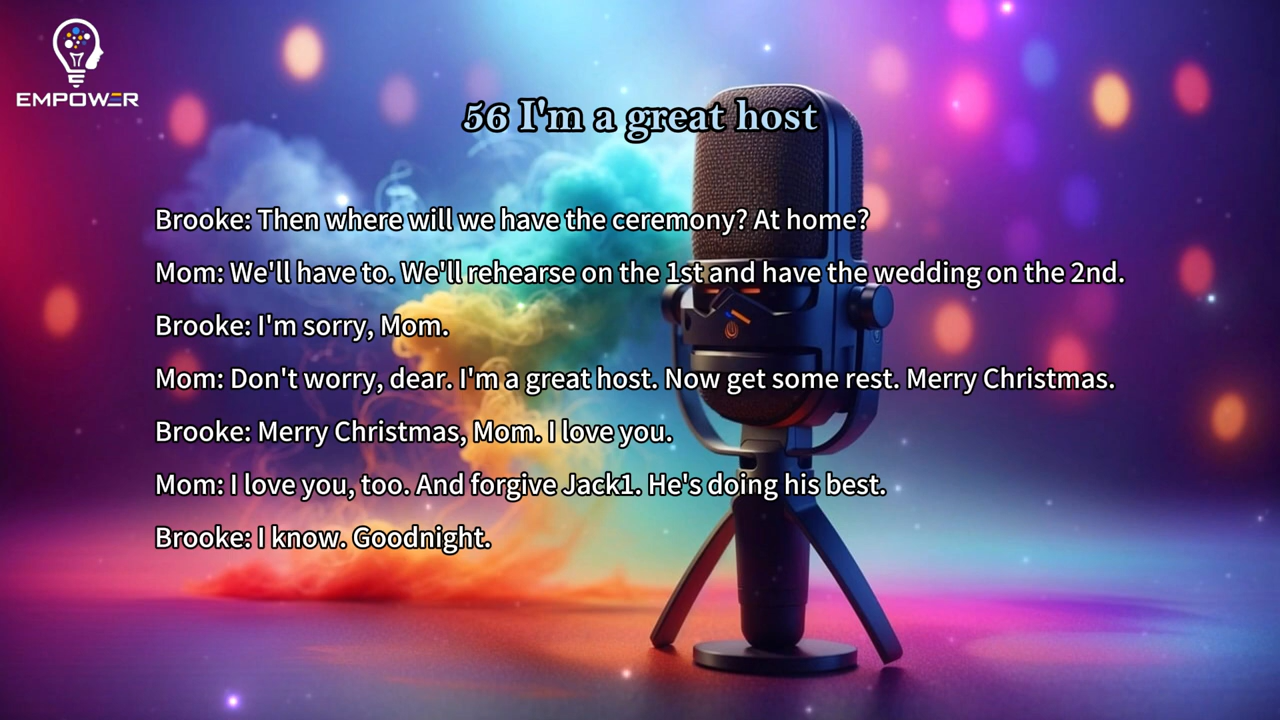 EMPOWER
56 I'm a great host
Brooke: Then where will we have the ceremony? At home?
Mom: We'll have to. We'll rehearse on the 1st and have the wedding on the 2nd.
Brooke: I'm sorry, Mom.
Mom: Don't worry, dear. I'm a great host. Now get some rest. Merry Christmas.
Brooke: Merry Christmas, Mom. I love you.
Mom: I love you, too. And forgive Jack1. He's doing his best.
Brooke: I know. Goodnight.